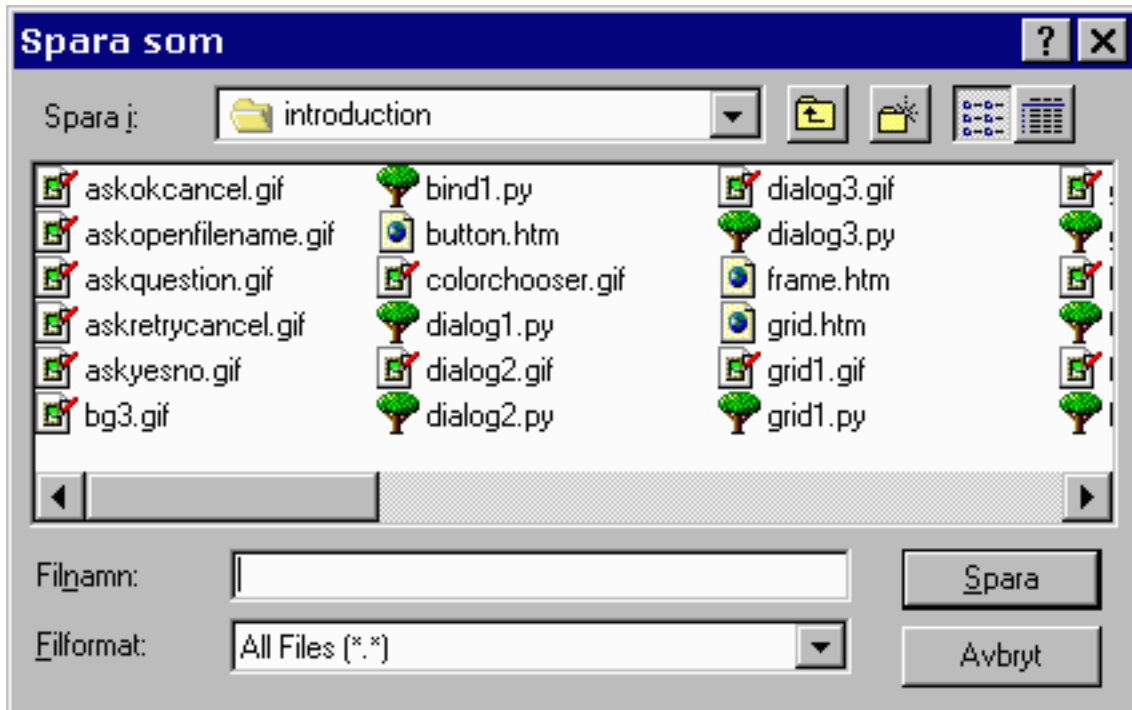 Spara som
Spara i: introduction
askokcancel.gif
askopenfilename.gif
askquestion.gif
askretrycancel.gif
askyesno.gif
bg3.gif
bind1.py
button.htm
colorchooser.gif
dialog1.py
dialog2.gif
dialog2.py
dialog3.gif
dialog3.py
frame.htm
grid.htm
grid1.gif
grid1.py
Filnamn: Spara
Filformat: All Files (*.*) Avbryt